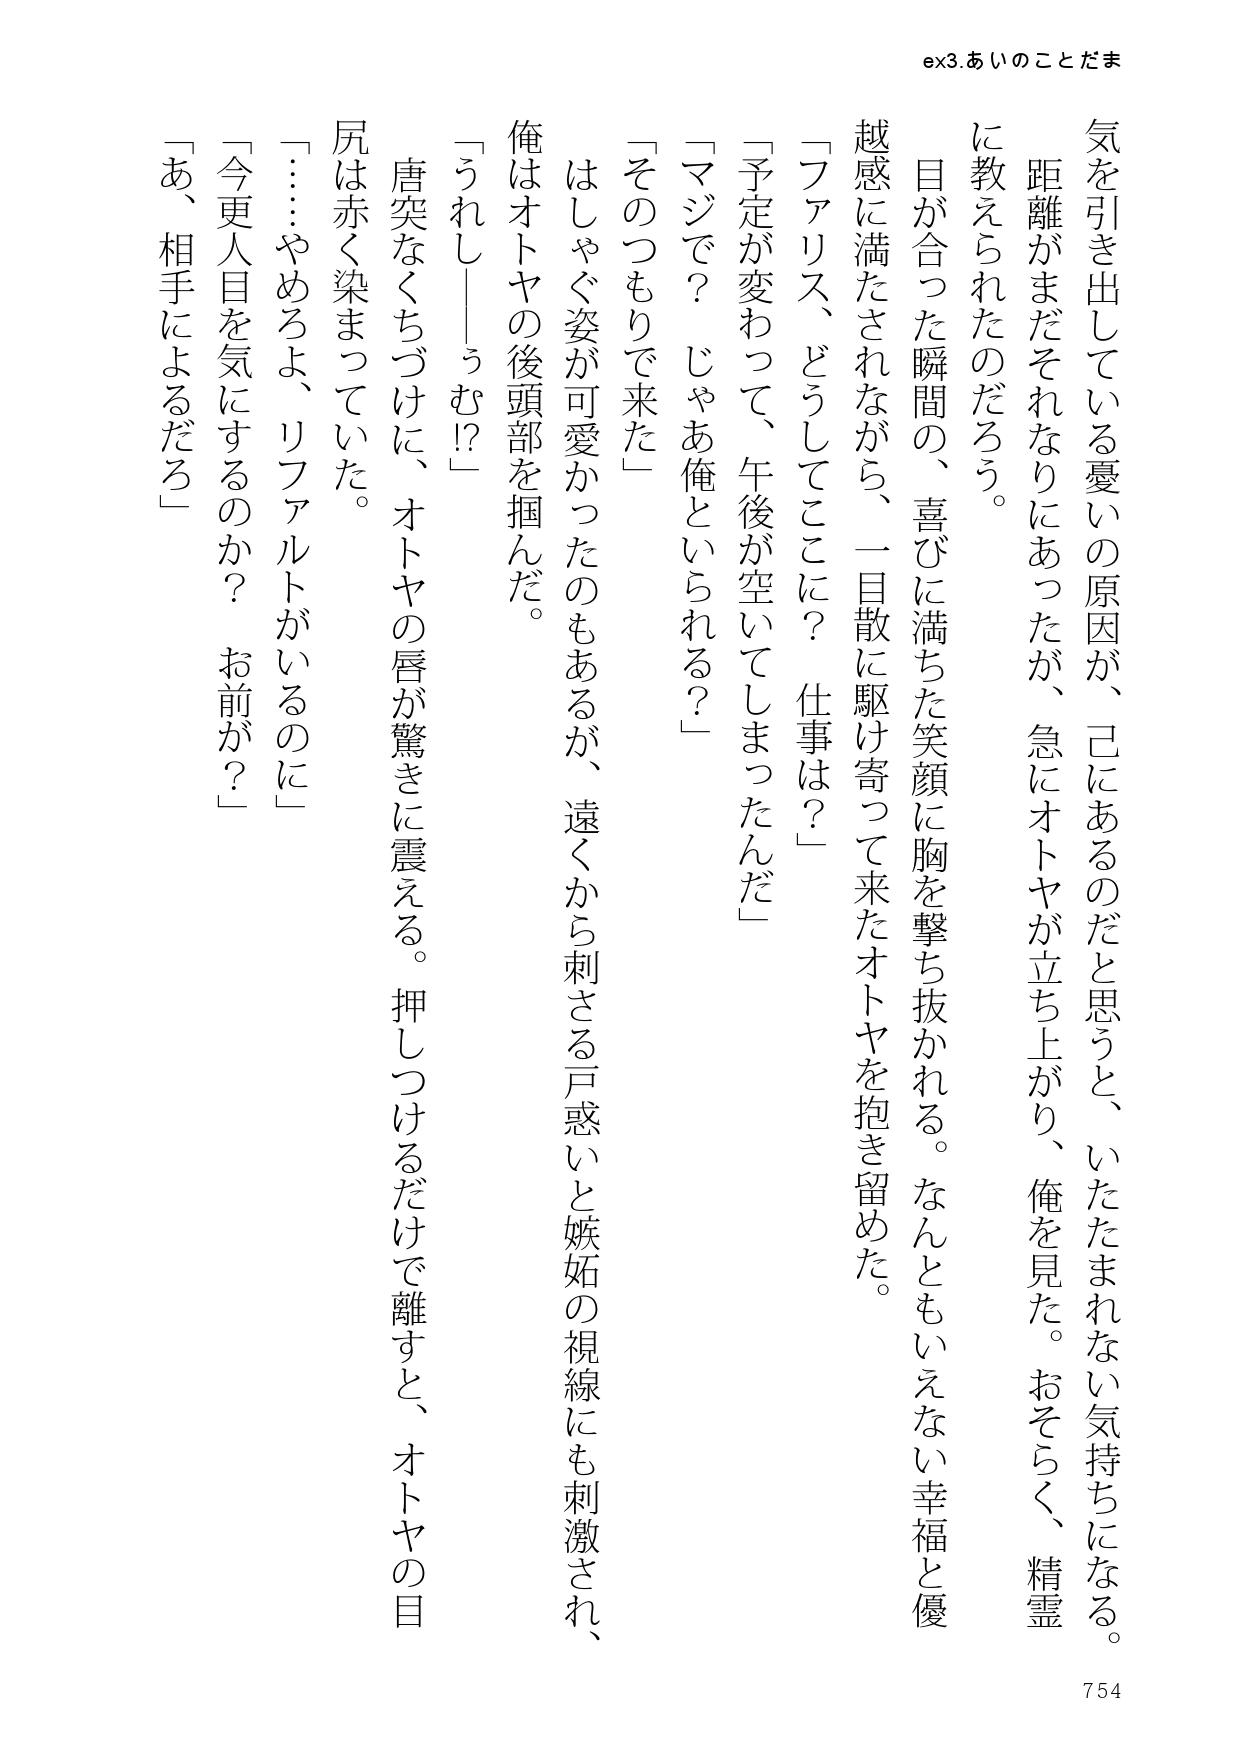 ex3.あいのことだま
気を引き出している憂いの原因が、己にあるのだと思うと、いたたまれない気持ちになる。
　距離がまだそれなりにあったが、急にオトヤが立ち上がり、俺を見た。おそらく、精霊
に教えられたのだろう。
　目が合った瞬間の、喜びに満ちた笑顔に胸を撃ち抜かれる。なんともいえない幸福と優
越感に満たされながら、一目散に駆け寄って来たオトヤを抱き留めた。
「ファリス、どうしてここに？　仕事は？」
「予定が変わって、午後が空いてしまったんだ」
「マジで？　じゃあ俺といられる？」
「そのつもりで来た」
　はしゃぐ姿が可愛かったのもあるが、遠くから刺さる戸惑いと嫉妬の視線にも刺激され、
俺はオトヤの後頭部を掴んだ。
「うれし――うむ!?」
　唐突なくちづけに、オトヤの唇が驚きに震える。押しつけるだけで離すと、オトヤの目
尻は赤く染まっていた。
「……やめろよ、リファルトがいるのに」
「今更人目を気にするのか？　お前が？」
「あ、相手によるだろ」
754